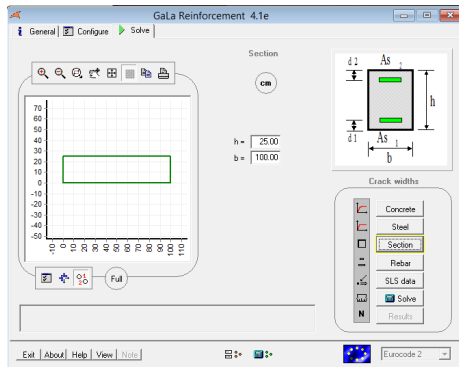 GaLa Reinforcement 4.1e
General Configure Solve
Section
cm
h = 25.00
b = 100.00
70
60
50
40
30
20
10
0
-10
-20
-30
-40
-50
-10 0 10 20 30 40 50 60 70 80 90 100 110
Full
d2 As 2
h
d1 As 1
b
Crack widths
Concrete
Steel
Section
Rebar
SLS data
Solve
N Results
Exit About Help View Note
Eurocode 2